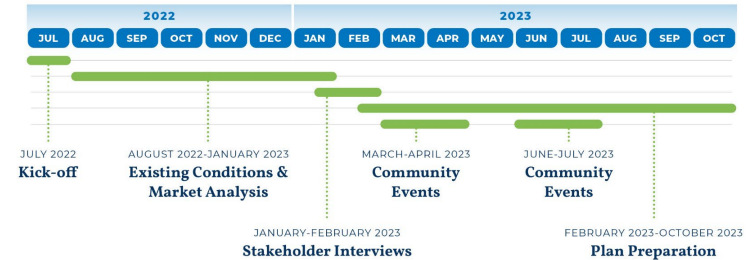 2022
2023
JUL AUG SEP OCT NOV DEC JAN FEB MAR APR MAY JUN JUL AUG SEP OCT
JULY 2022
Kick-off
AUGUST 2022-JANUARY 2023
Existing Conditions &
Market Analysis
MARCH-APRIL 2023
Community
Events
JUNE-JULY 2023
Community
Events
JANUARY-FEBRUARY 2023
Stakeholder Interviews
FEBRUARY 2023-OCTOBER 2023
Plan Preparation